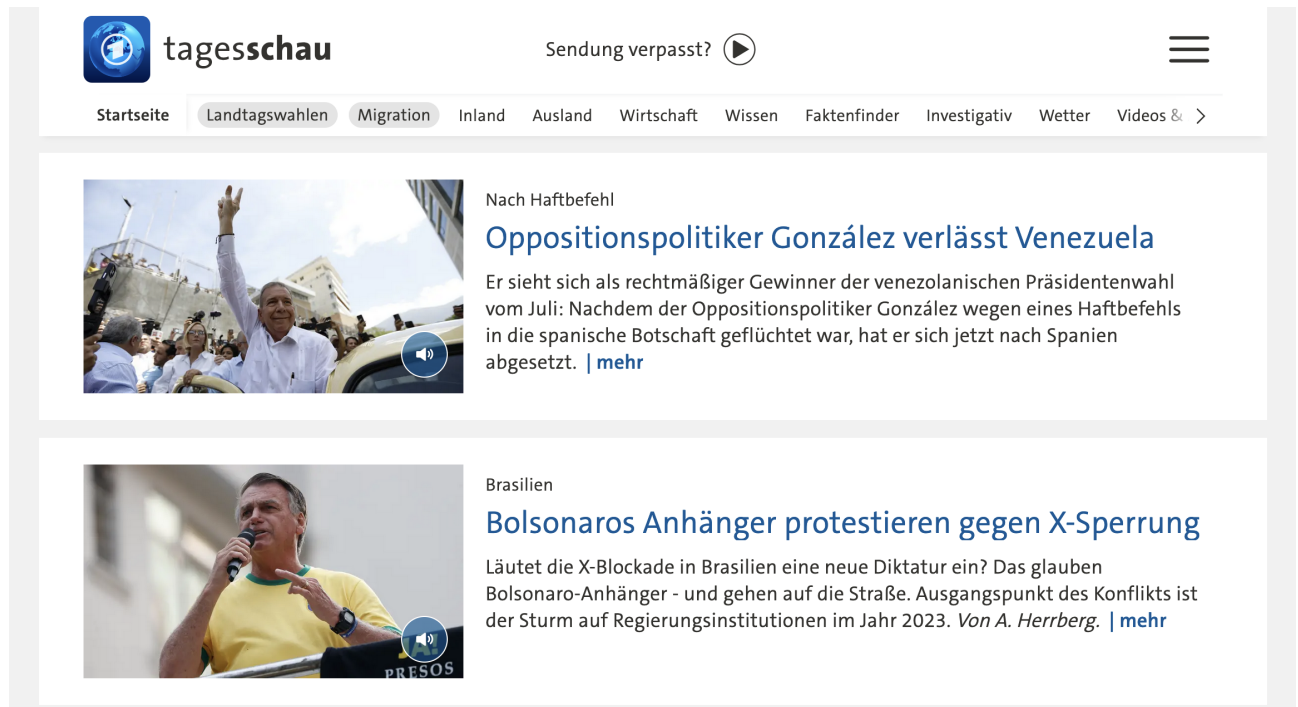 tagesschau
Sendung verpasst?
Startseite Landtagswahlen Migration Inland Ausland Wirtschaft Wissen Faktenfinder Investigativ Wetter Videos &
Nach Haftbefehl
Oppositionspolitiker González verlässt Venezuela
Er sieht sich als rechtmäßiger Gewinner der venezolanischen Präsidentenwahl
vom Juli: Nachdem der Oppositionspolitiker González wegen eines Haftbefehls
in die spanische Botschaft geflüchtet war, hat er sich jetzt nach Spanien
abgesetzt. | mehr
Brasilien
Bolsonaros Anhänger protestieren gegen X-Sperrung
Läutet die X-Blockade in Brasilien eine neue Diktatur ein? Das glauben
Bolsonaro-Anhänger - und gehen auf die Straße. Ausgangspunkt des Konflikts ist
der Sturm auf Regierungsinstitutionen im Jahr 2023. Von A. Herrberg. | mehr
PRESOS